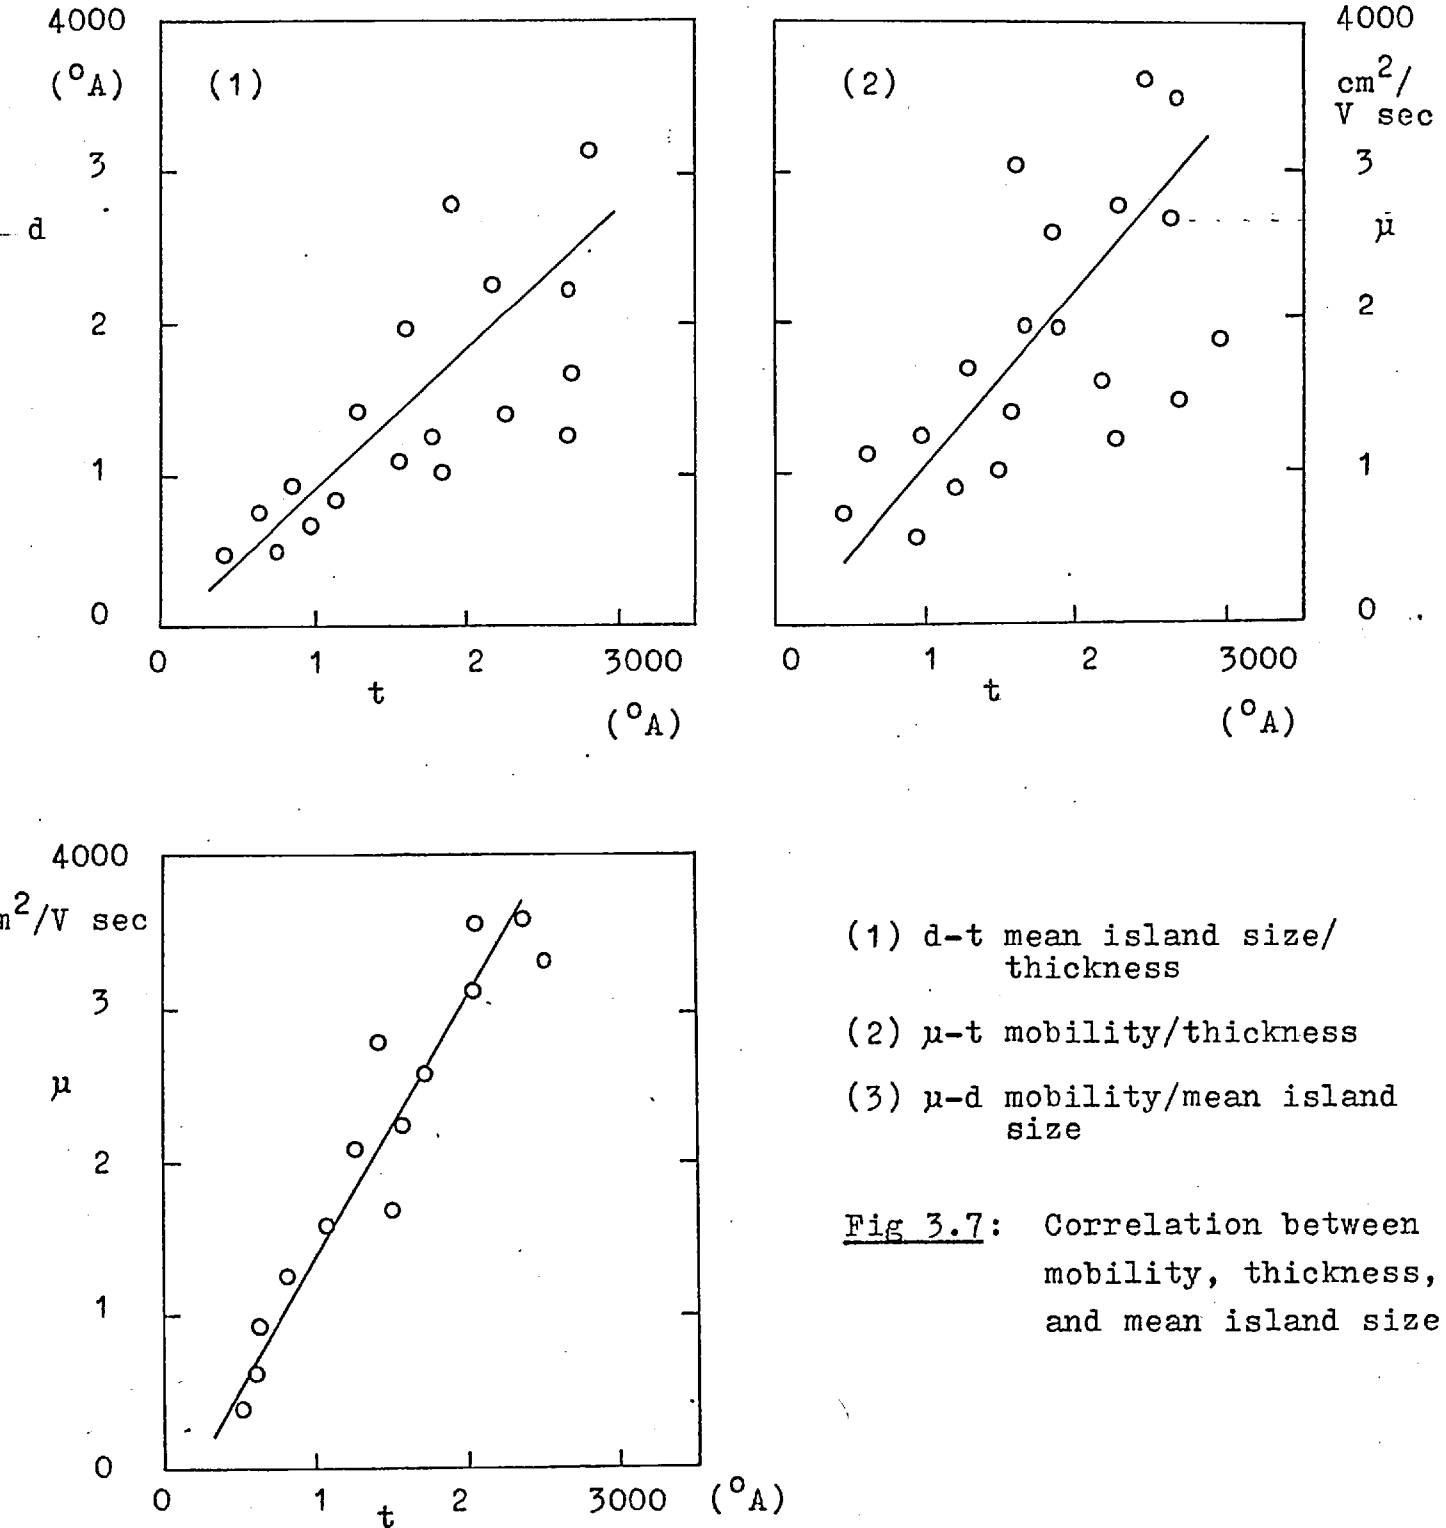 4000
(°A)
3
d
2
1
0
(1)
0 1 2 3000
t
(°A)
(2)
4000
cm²/
V sec
3
μ
2
1
0
0 1 2 3000
t
(°A)
4000
m²/V sec
3
μ
2
1
0
0 1 2 3000 (°A)
t
(1) d-t mean island size/
thickness
(2) μ-t mobility/thickness
(3) μ-d mobility/mean island
size
Fig 3.7: Correlation between
mobility, thickness,
and mean island size